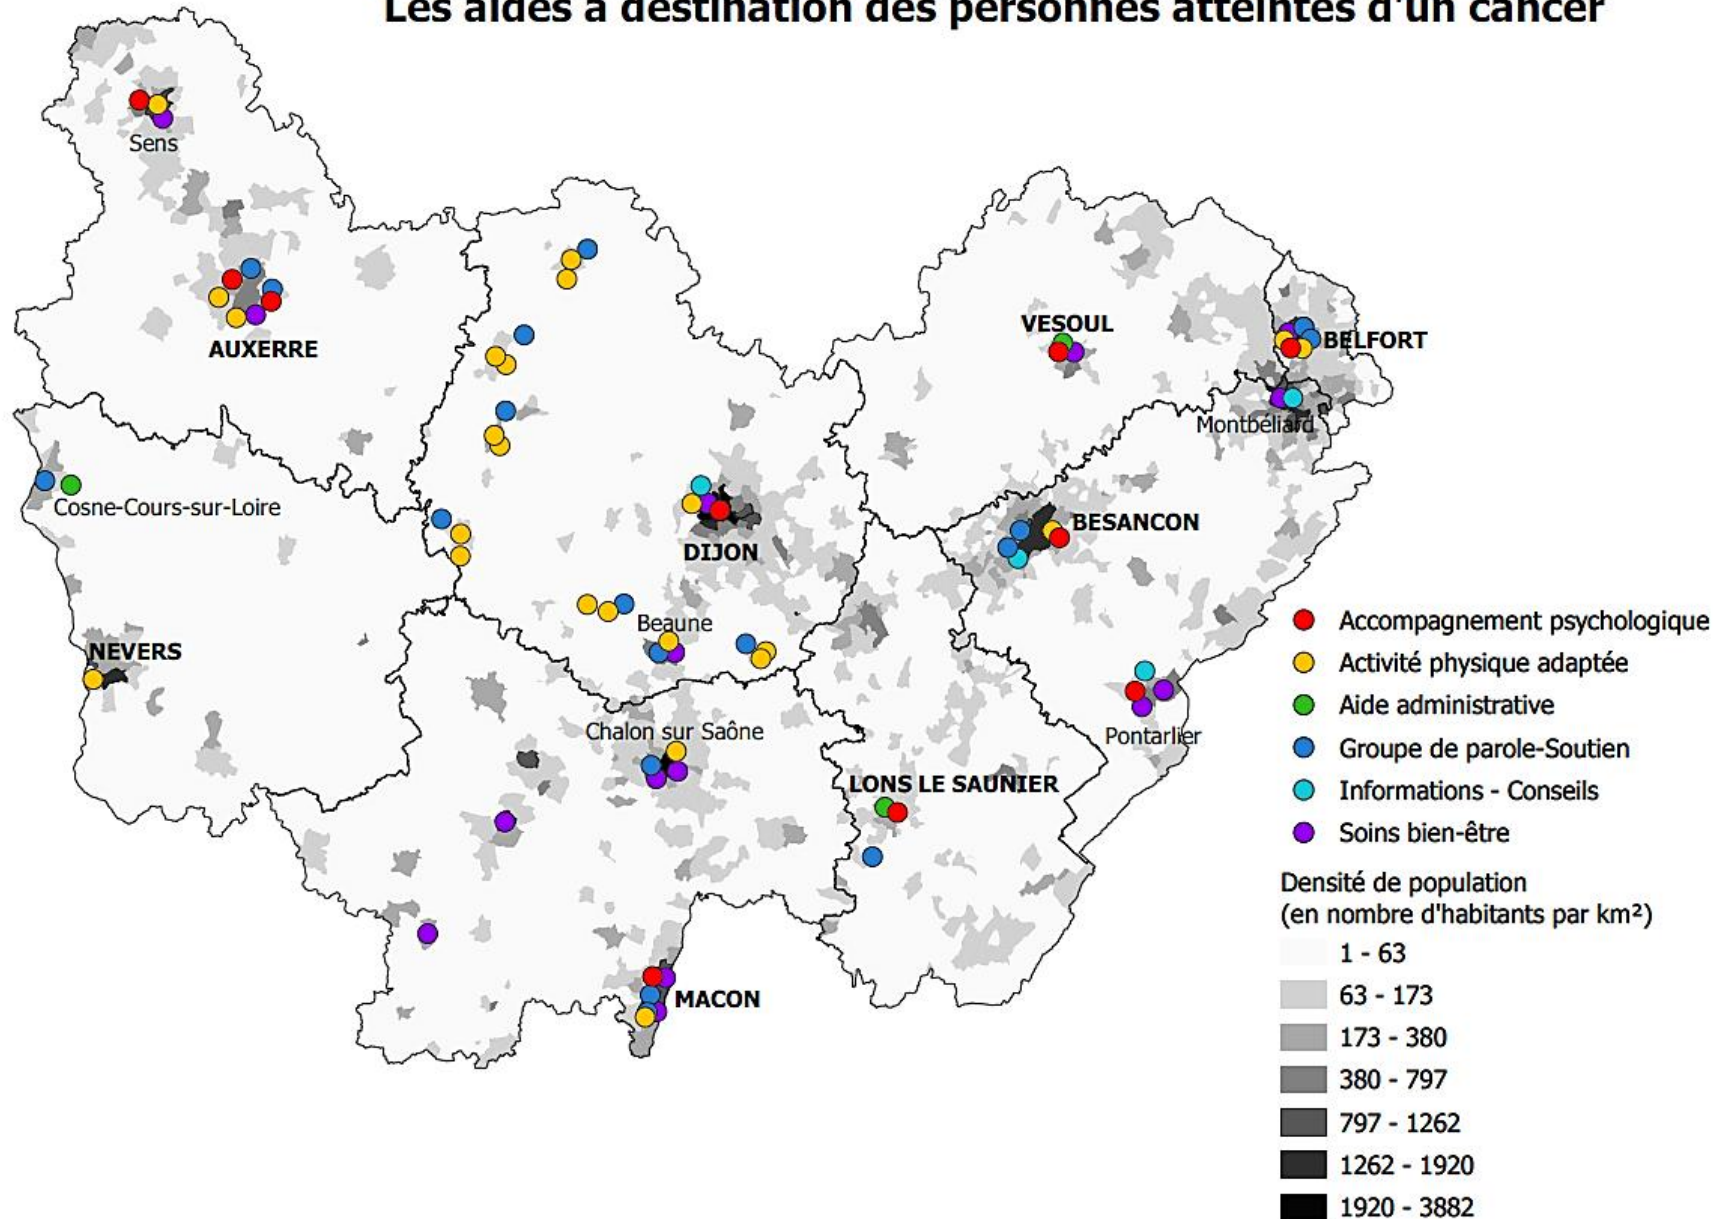 Les aides à destination des personnes atteintes d'un cancer
Sens
AUXERRE
VESOUL
BELFORT
Montbéliard
Cosne-Cours-sur-Loire
BESANCON
DIJON
Beaune
NEVERS
Chalon sur Saône
Pontarlier
LONS LE SAUNIER
MACON
Accompagnement psychologique
Activité physique adaptée
Aide administrative
Groupe de parole-Soutien
Informations - Conseils
Soins bien-être
Densité de population
(en nombre d'habitants par km²)
1 - 63
63 - 173
173 - 380
380 - 797
797 - 1262
1262 - 1920
1920 - 3882